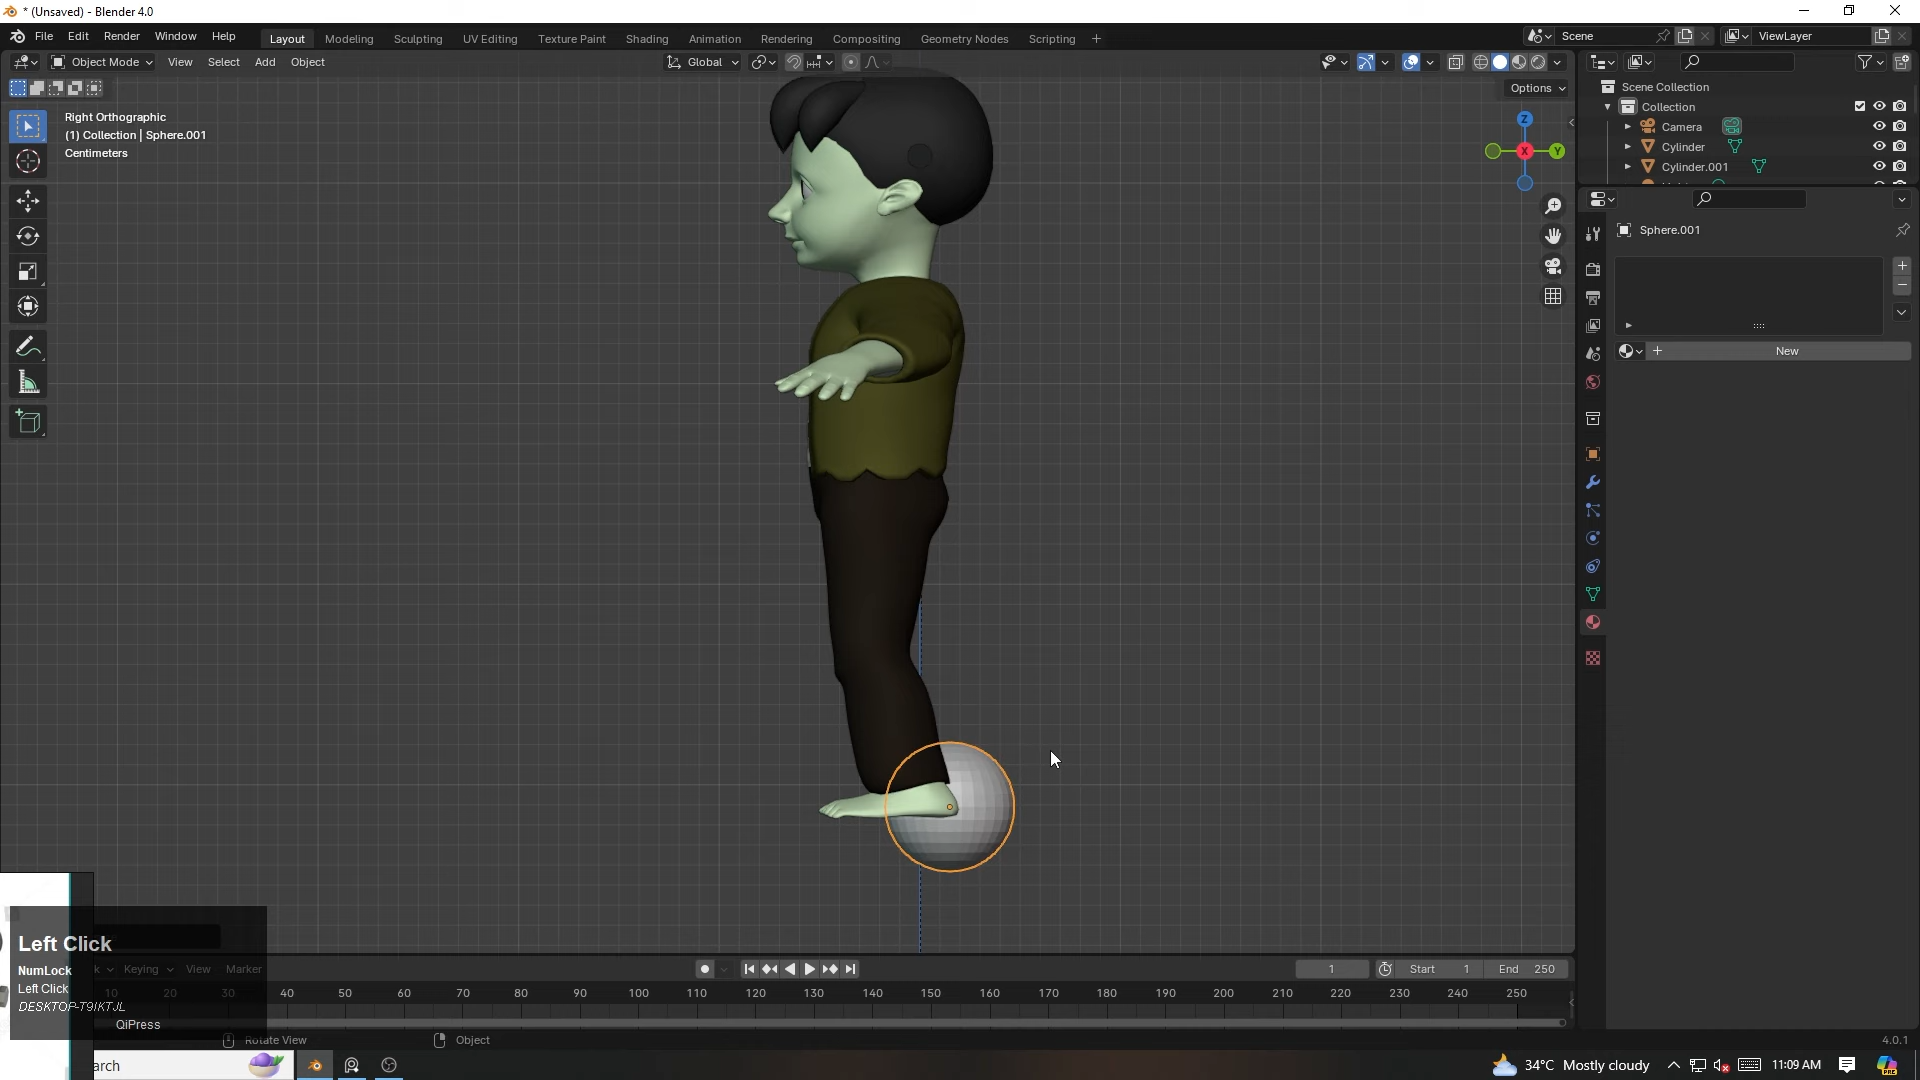 * (Unsaved) - Blender 4.0
File Edit Render Window Help
Layout Modeling Sculpting UV Editing Texture Paint Shading Animation Rendering Compositing Geometry Nodes Scripting +
Scene
ViewLayer
Object Mode View Select Add Object
Global
Options
Right Orthographic
(1) Collection | Sphere.001
Centimeters
Z
X
Y
Scene Collection
Collection
Camera
Cylinder
Cylinder.001
Sphere.001
New
Left Click
NumLock
Left Click
DESKTOP-T9IKTJL
QiPress
Keying View Marker
1
Start 1
End 250
10 20 30 40 50 60 70 80 90 100 110 120 130 140 150 160 170 180 190 200 210 220 230 240 250
Rotate View
Object
4.0.1
arch
34°C Mostly cloudy
11:09 AM
PRE